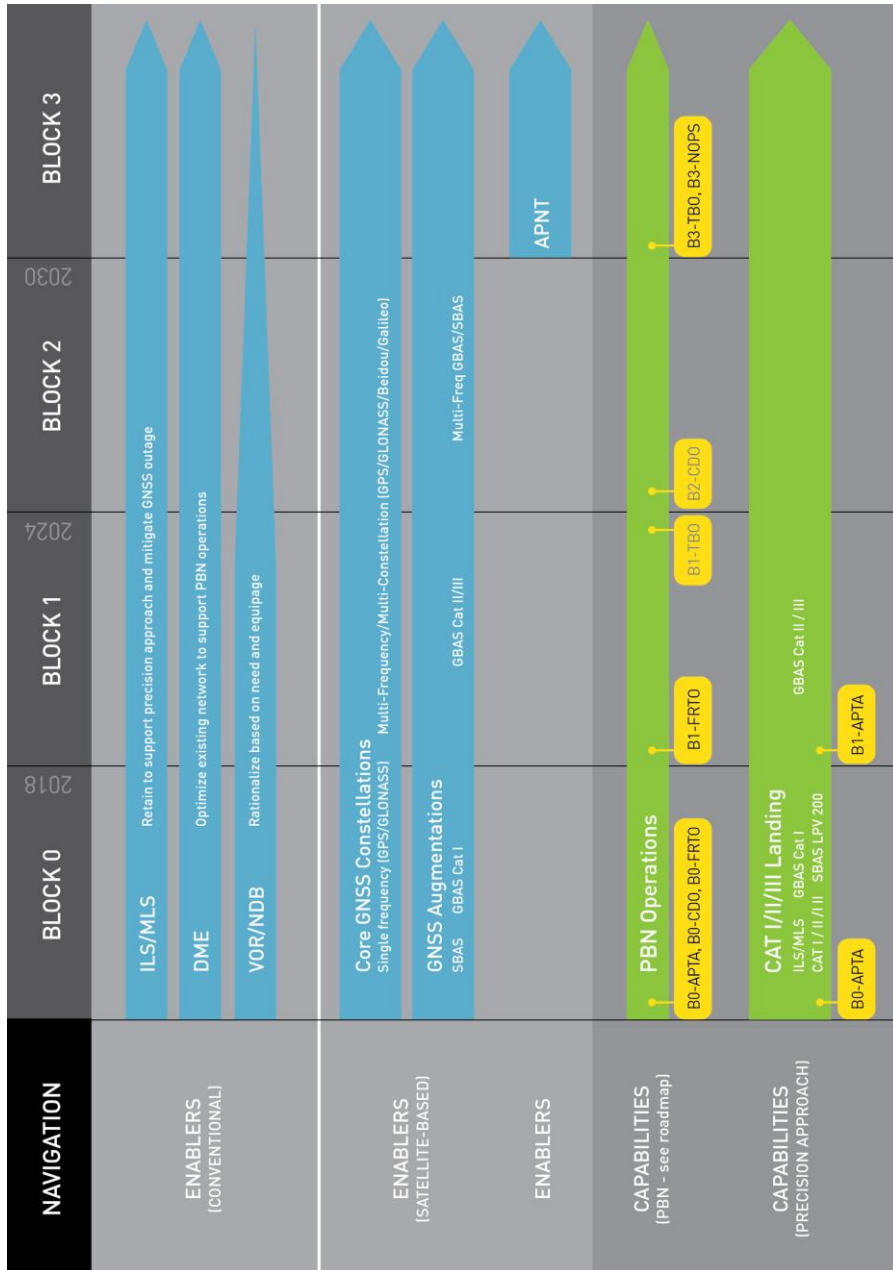 NAVIGATION
BLOCK 0
2018
BLOCK 1
2024
BLOCK 2
2030
BLOCK 3
ENABLERS
(CONVENTIONAL)
ILS/MLS
Retain to support precision approach and mitigate GNSS outage
DME
Optimize existing network to support PBN operations
VOR/NDB
Rationalize based on need and equipage
ENABLERS
(SATELLITE-BASED)
Core GNSS Constellations
Single frequency (GPS/GLONASS)
Multi-Frequency/Multi-Constellation (GPS/GLONASS/Beidou/Galileo)
GNSS Augmentations
SBAS GBAS Cat I
GBAS Cat II/III
Multi-Freq GBAS/SBAS
ENABLERS
APNT
CAPABILITIES
(PBN - see roadmap)
PBN Operations
B0-APTA, B0-CDO, B0-FRTO
B1-FRTO
B1-TBO
B2-CDO
B3-TBO, B3-NOPS
CAPABILITIES
(PRECISION APPROACH)
CAT I/II/III Landing
ILS/MLS GBAS Cat I
CAT I / II /III SBAS LPV 200
GBAS Cat II / III
B0-APTA
B1-APTA